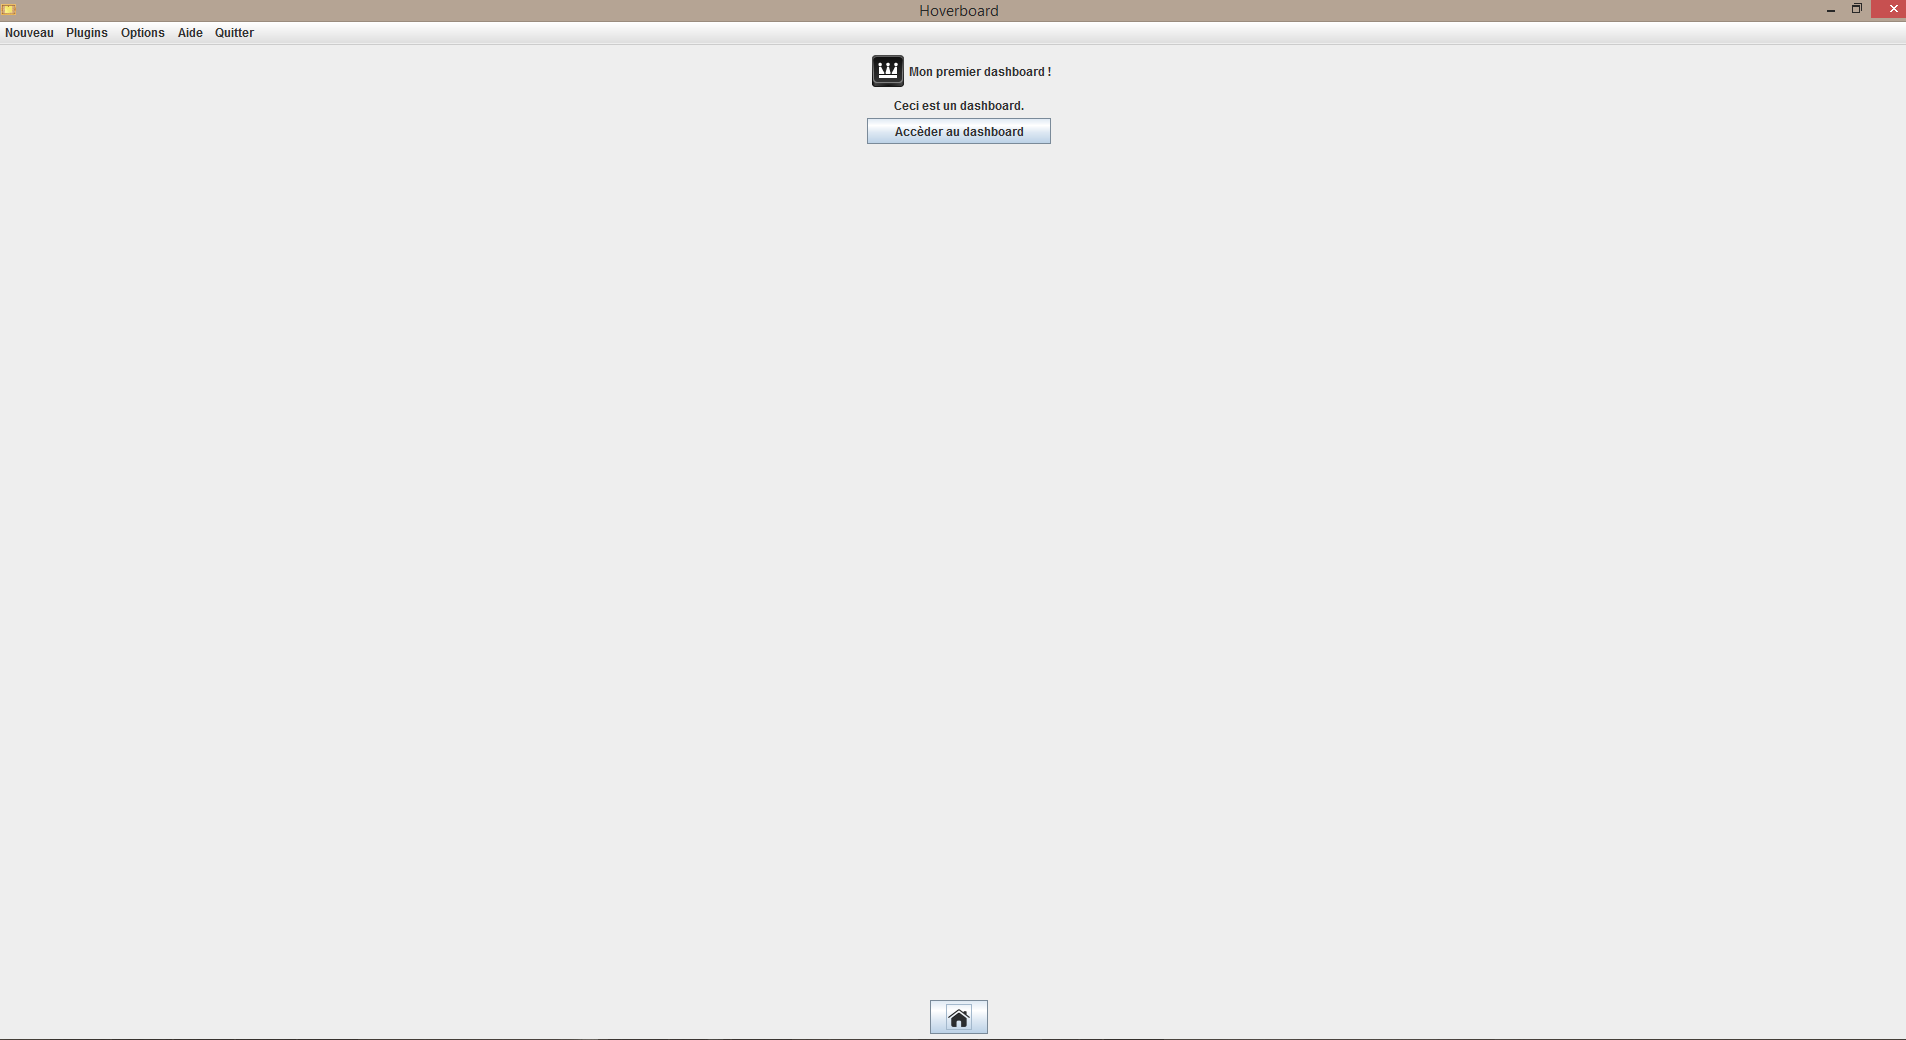 Hoverboard
Nouveau Plugins Options Aide Quitter
Mon premier dashboard !
Ceci est un dashboard.
Accèder au dashboard